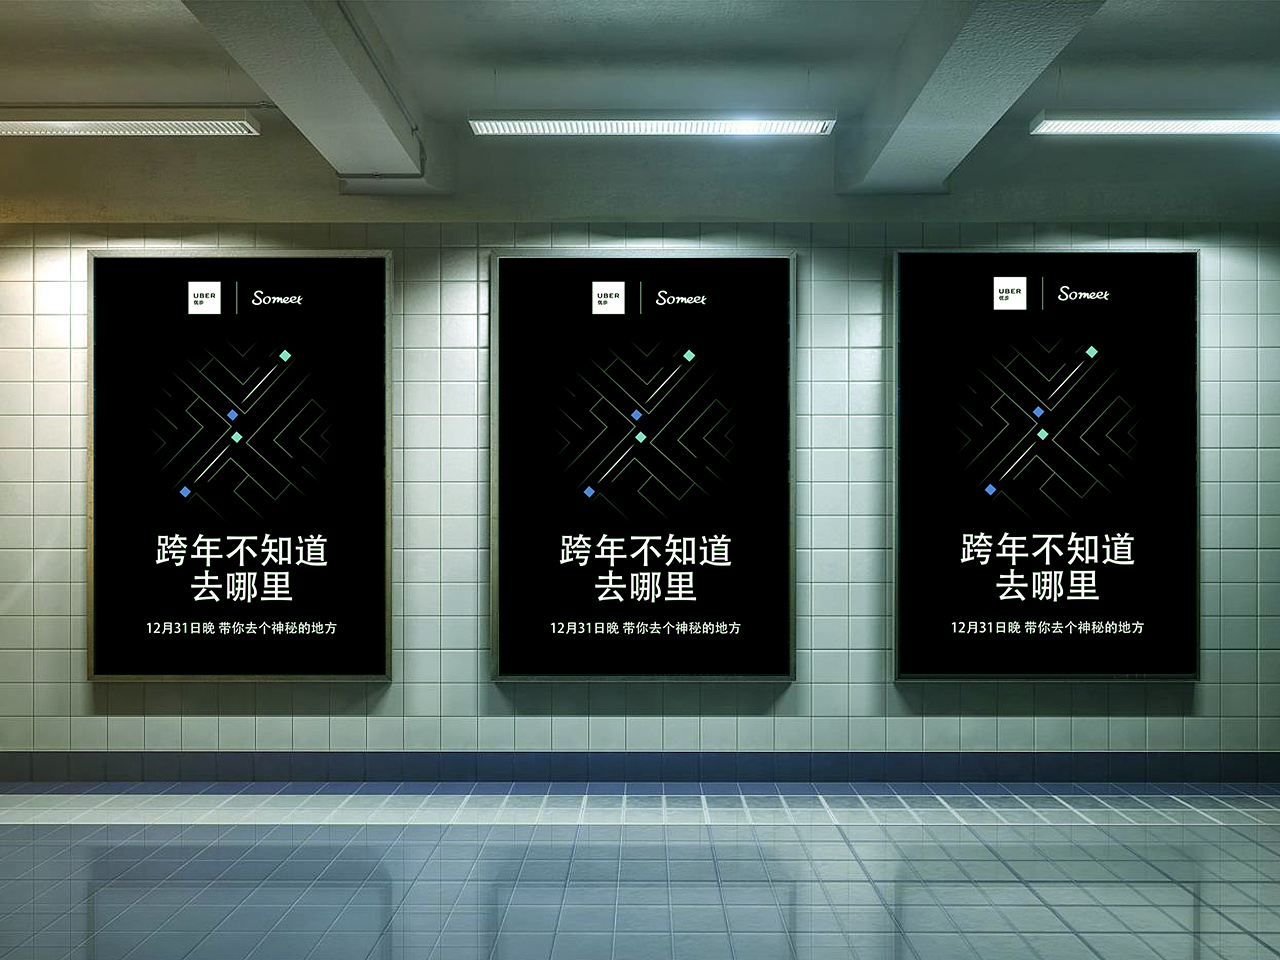 UBER
优步
Someet
跨年不知道
去哪里
12月31日晚 带你去个神秘的地方
UBER
优步
Someet
跨年不知道
去哪里
12月31日晚 带你去个神秘的地方
UBER
优步
Someet
跨年不知道
去哪里
12月31日晚 带你去个神秘的地方